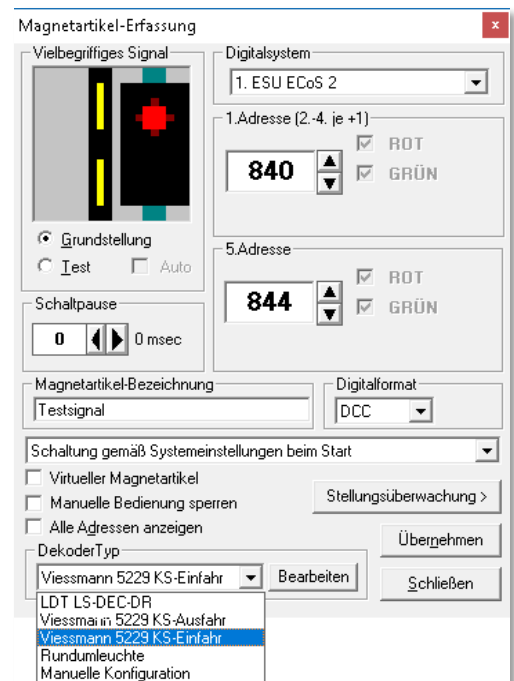 Magnetartikel-Erfassung
x
Vielbegriffiges Signal
Digitalsystem
1. ESU ECoS 2
1.Adresse (2.-4. je +1)
840
ROT
GRÜN
Grundstellung
Test
Auto
5.Adresse
844
ROT
GRÜN
Schaltpause
0
0 msec
Magnetartikel-Bezeichnung
Digitalformat
Testsignal
DCC
Schaltung gemäß Systemeinstellungen beim Start
Virtueller Magnetartikel
Manuelle Bedienung sperren
Alle Adressen anzeigen
Stellungsüberwachung >
Übernehmen
DekoderTyp
Viessmann 5229 KS-Einfahr
Bearbeiten
Schließen
LDT LS-DEC-DR
Viessmann 5229 KS-Ausfahr
Viessmann 5229 KS-Einfahr
Rundumleuchte
Manuelle Konfiguration